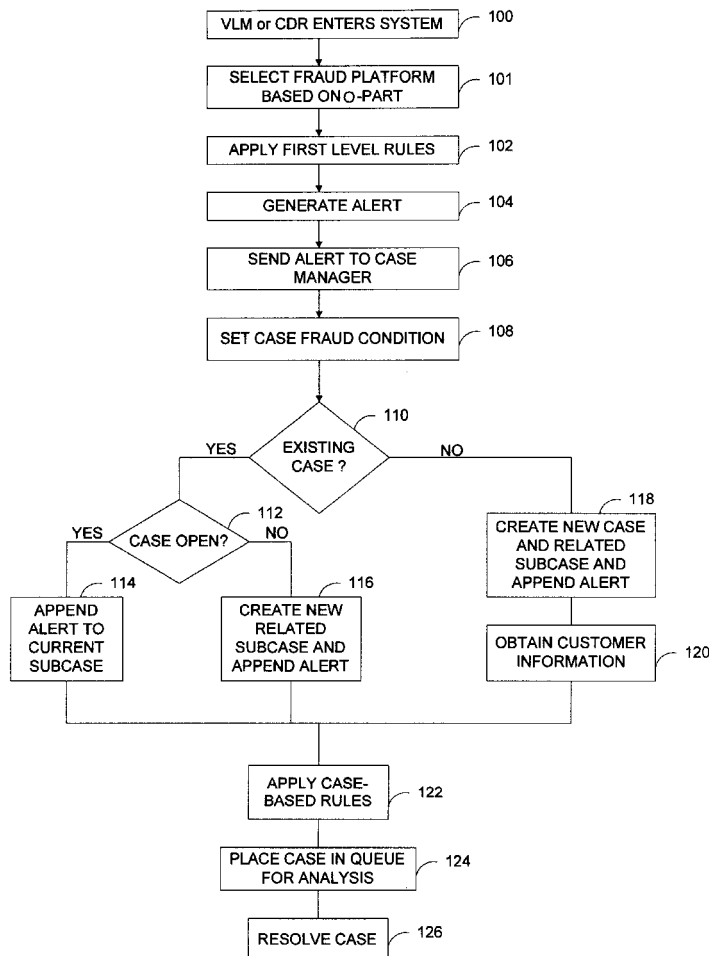 VLM or CDR ENTERS SYSTEM
100
SELECT FRAUD PLATFORM
BASED ON O-PART
101
APPLY FIRST LEVEL RULES
102
GENERATE ALERT
104
SEND ALERT TO CASE
MANAGER
106
SET CASE FRAUD CONDITION
108
110
EXISTING
CASE ?
YES
NO
112
CASE OPEN?
YES
NO
118
CREATE NEW CASE
AND RELATED
SUBCASE AND
APPEND ALERT
114
APPEND
ALERT TO
CURRENT
SUBCASE
116
CREATE NEW
RELATED
SUBCASE AND
APPEND ALERT
OBTAIN CUSTOMER
INFORMATION
120
APPLY CASE-
BASED RULES
122
PLACE CASE IN QUEUE
FOR ANALYSIS
124
RESOLVE CASE
126